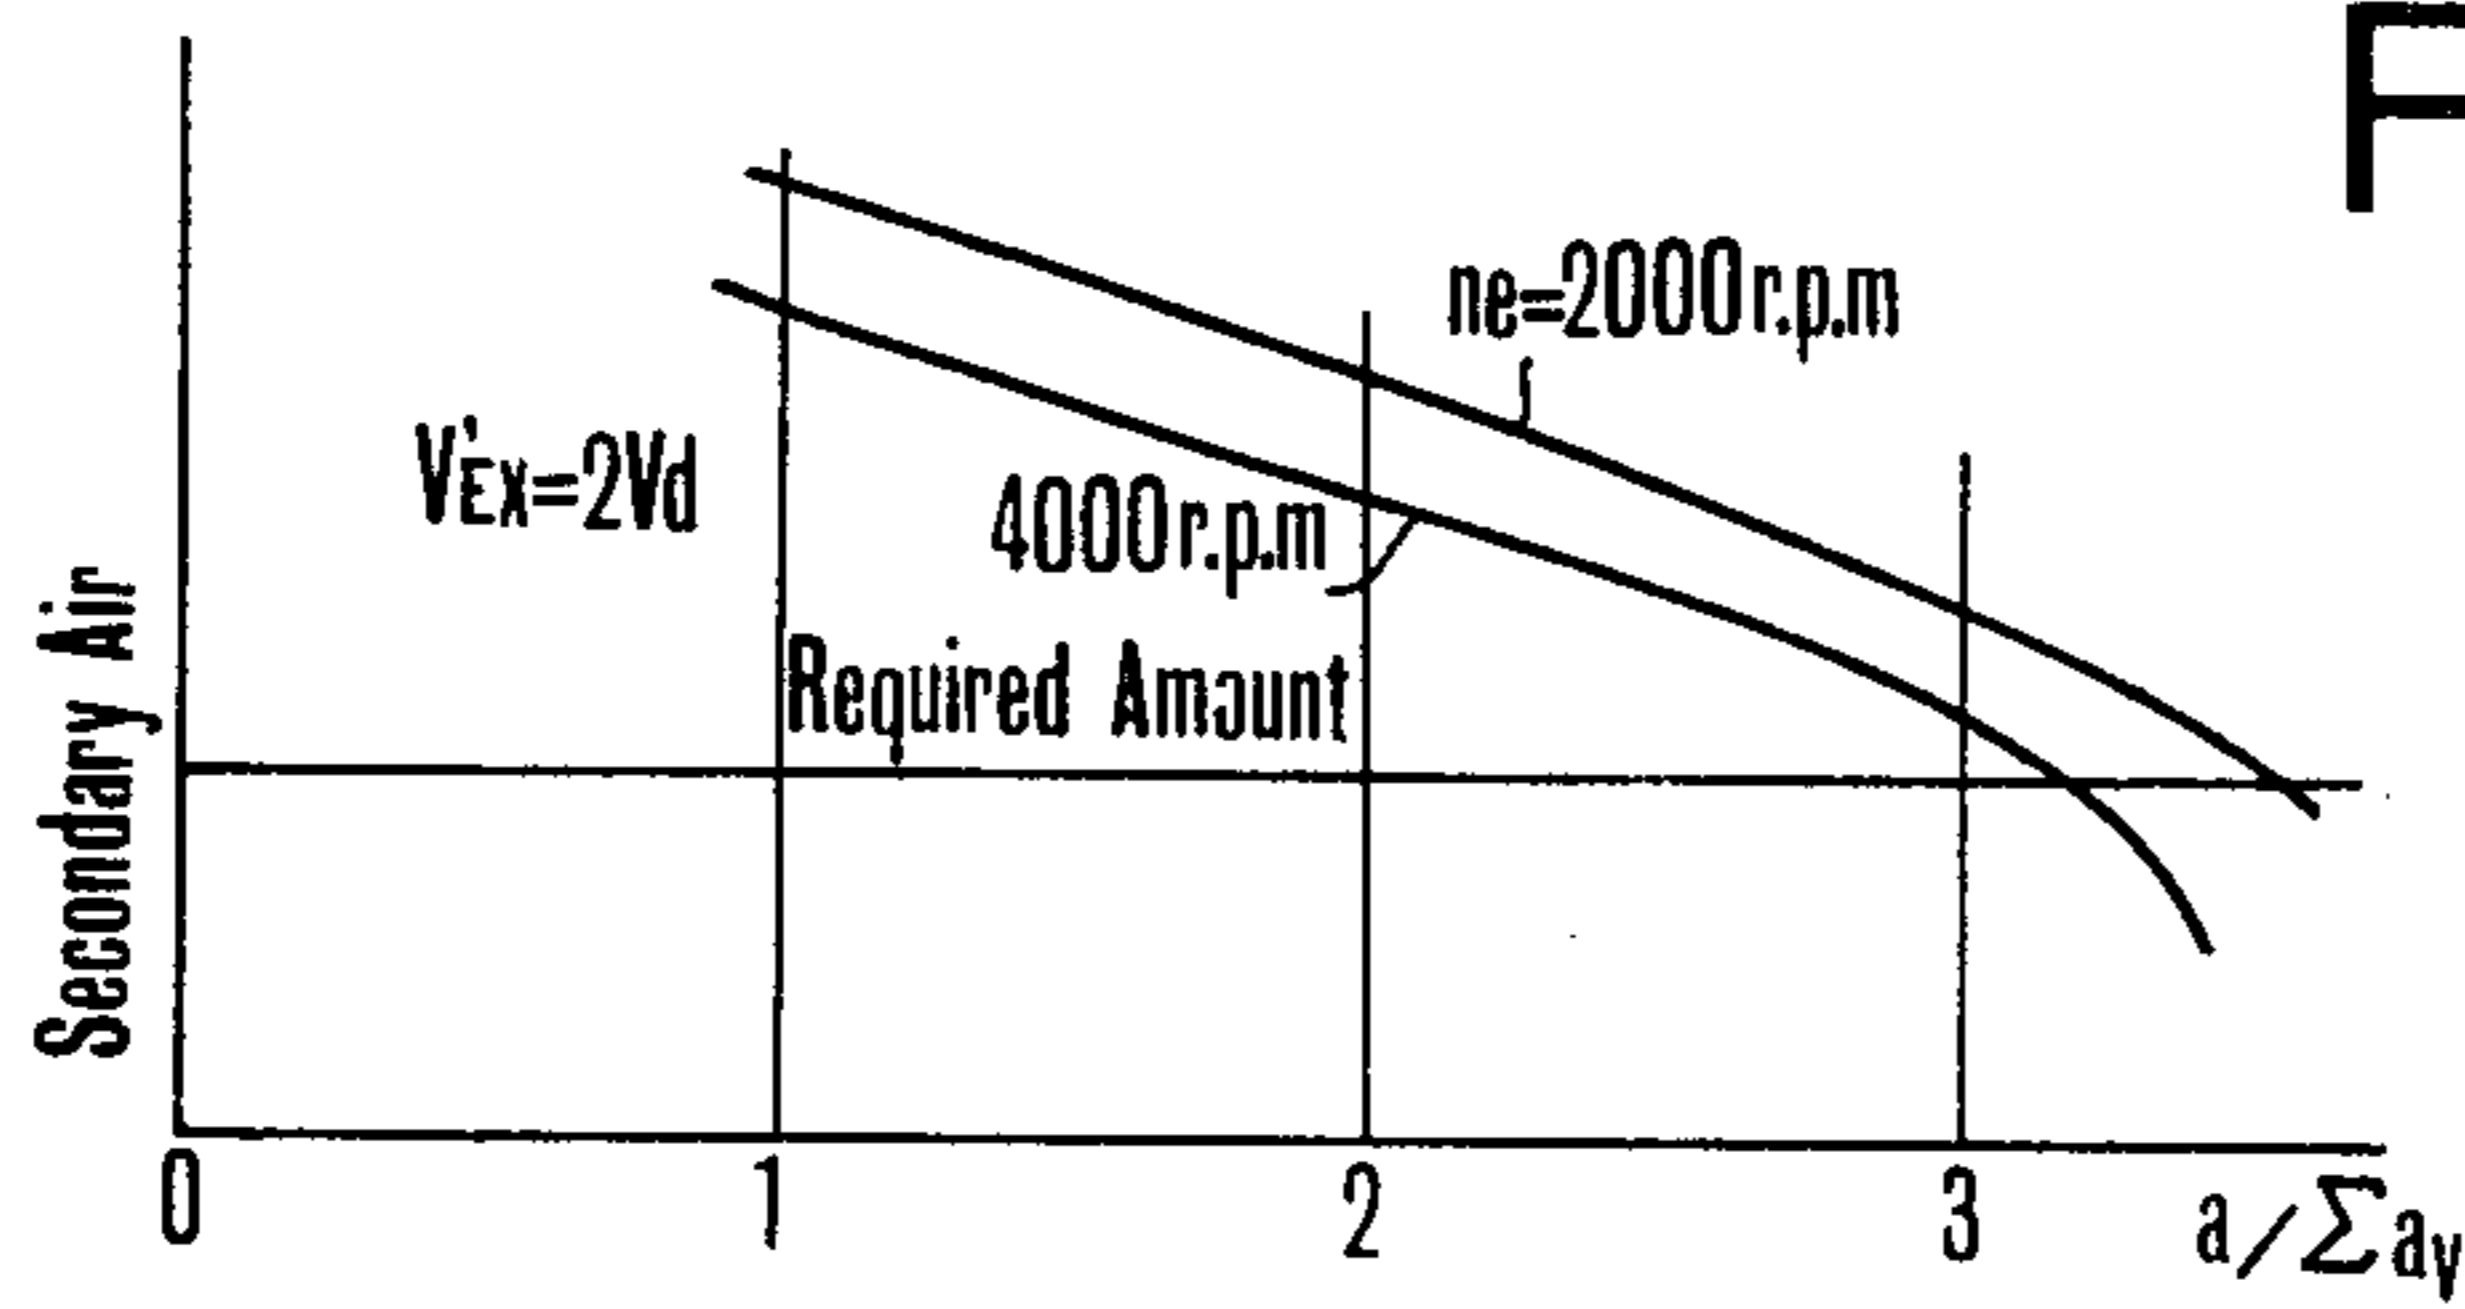 F
ne=2000r.p.m
V'EX=2Vd
4000r.p.m
Required Amount
Secondary Air
0 1 2 3 a/Σav